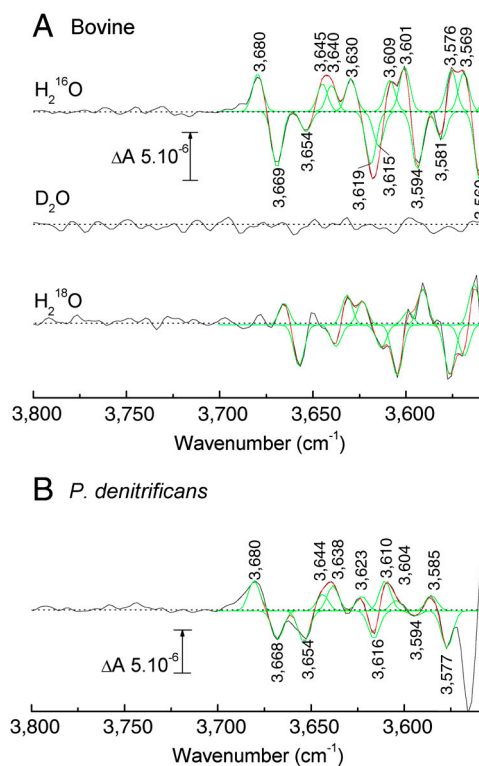 A Bovine
3,680 3,645 3,640 3,630 3,609 3,601 3,576 3,569
H₂¹⁶O
ΔA 5.10⁻⁶
3,669 3,654 3,619 3,615 3,594 3,581
D₂O
H₂¹⁸O
3,800 3,750 3,700 3,650 3,600
Wavenumber (cm⁻¹)
B P. denitrificans
3,680 3,644 3,638 3,623 3,610 3,604 3,585
ΔA 5.10⁻⁶
3,668 3,654 3,616 3,594 3,577
3,800 3,750 3,700 3,650 3,600
Wavenumber (cm⁻¹)